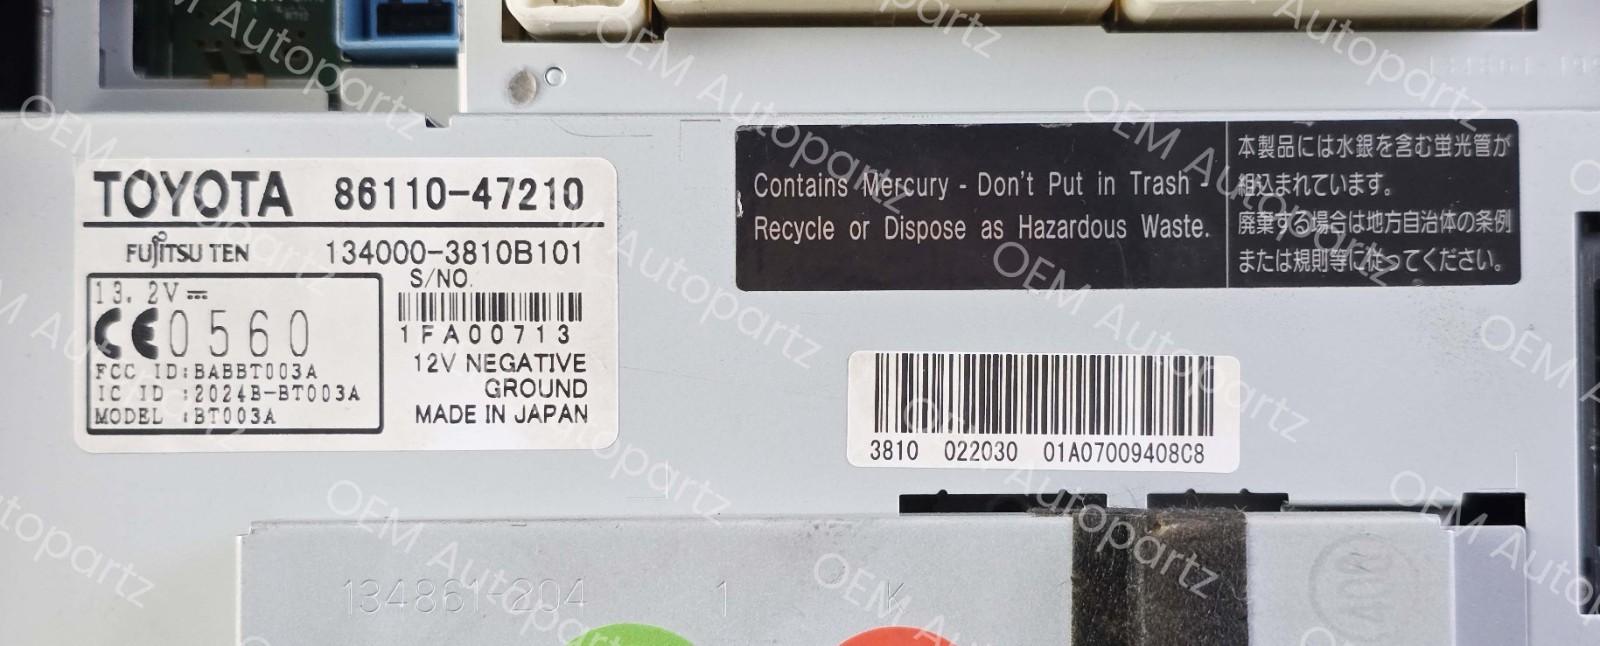 TOYOTA 86110-47210
FUJITSU TEN 134000-3810B101
S/NO.
1FA00713
13.2V
CE0560
FCC ID:BABBT003A
IC ID :2024B-BT003A
MODEL :BT003A
12V NEGATIVE
GROUND
MADE IN JAPAN
Contains Mercury - Don't Put in Trash -
Recycle or Dispose as Hazardous Waste.
本製品には水銀を含む蛍光管が
組込まれています。
廃棄する場合は地方自治体の条例
または規則等に従ってください。
3810 022030 01A07009408C8
134861-204 1 K
OEM Autopartz